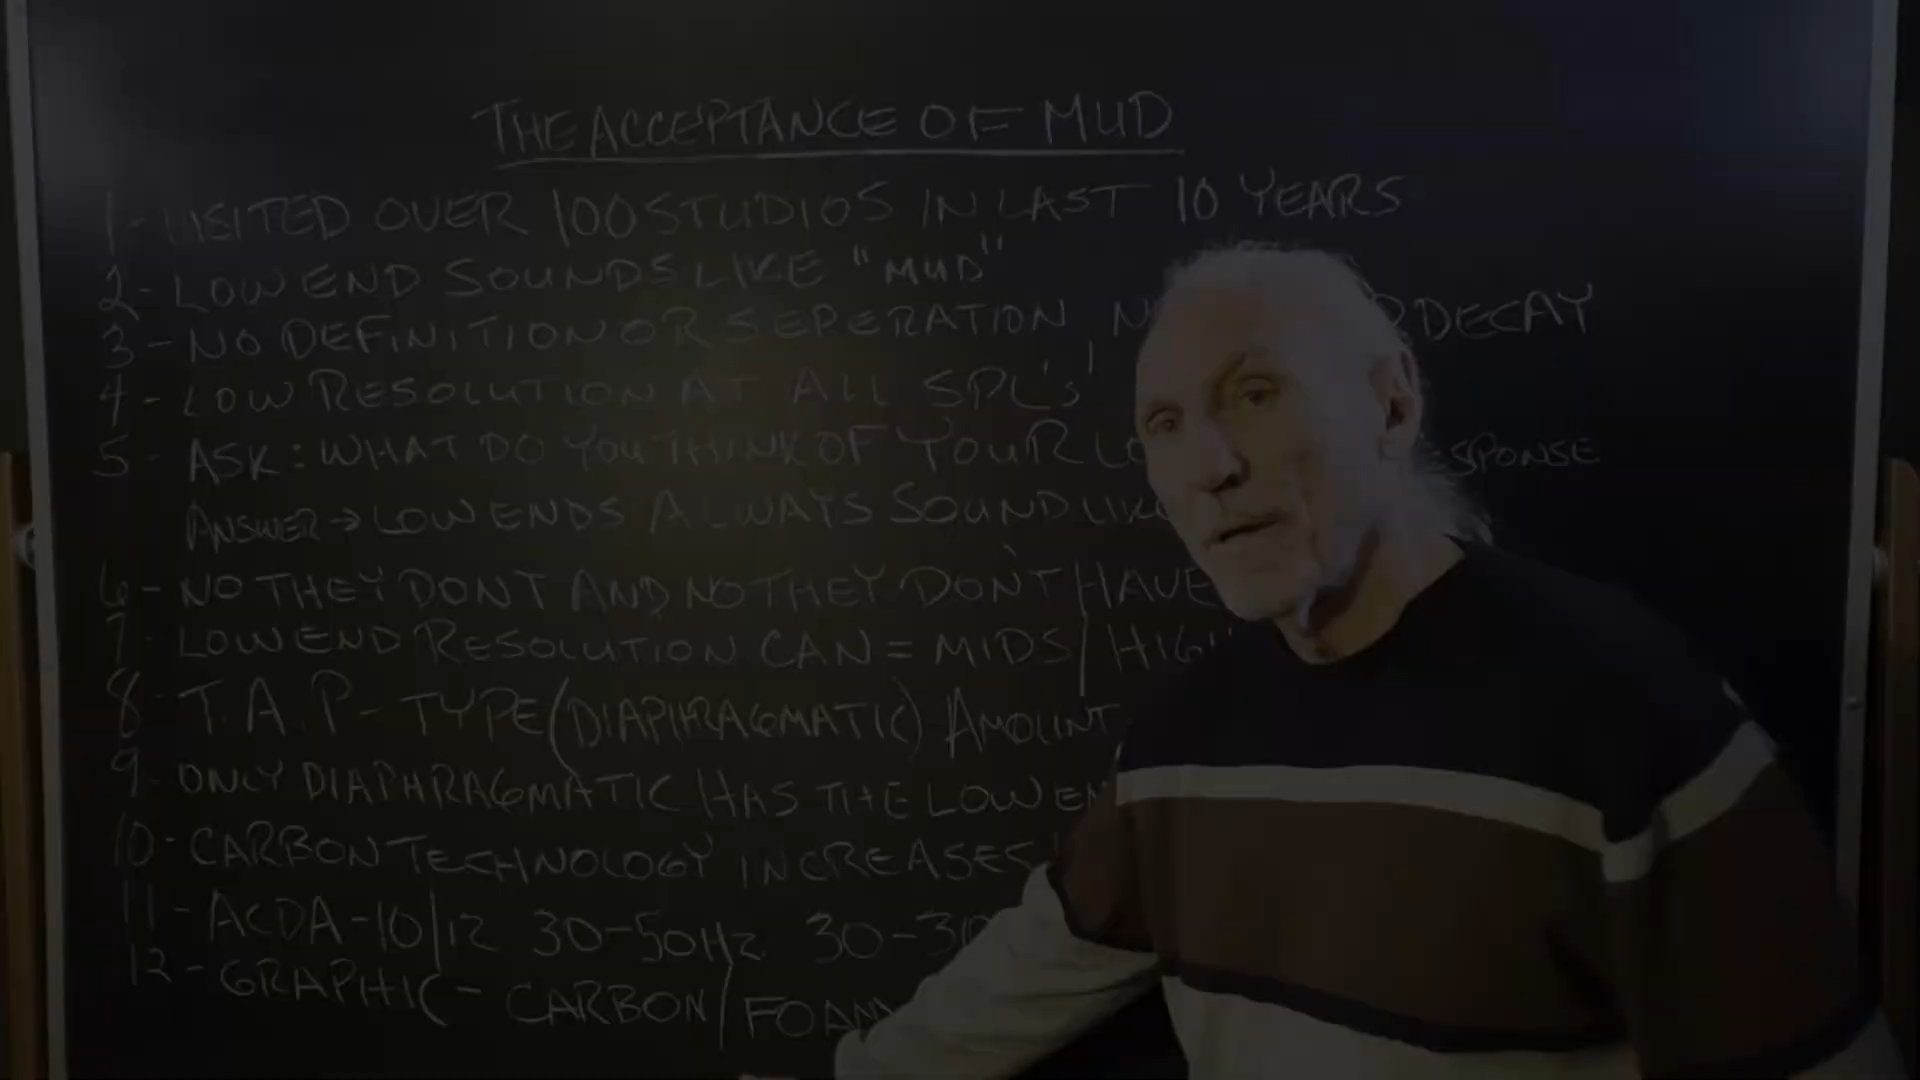 THE ACCEPTANCE OF MUD
1- VISITED OVER 100 STUDIOS IN LAST 10 YEARS
2- LOW END SOUNDS LIKE "MUD"
3- NO DEFINITION OR SEPERATION, DECAY
4- LOW RESOLUTION AT ALL SPL'S'
5- ASK: WHAT DO YOU THINK OF YOUR RESPONSE
ANSWER → LOW ENDS ALWAYS SOUND LIKE
6- NO THEY DONT AND NO THEY DON'T HAVE
7- LOW END RESOLUTION CAN = MIDS/HIGH
8- T.A.P- TYPE (DIAPHRAGMATIC) AMOUNT
9- ONLY DIAPHRAGMATIC HAS THE LOW
10- CARBON TECHNOLOGY INCREASES
11- ACDA-10/12 30-50HZ 30-
12- GRAPHIC- CARBON/FOAM